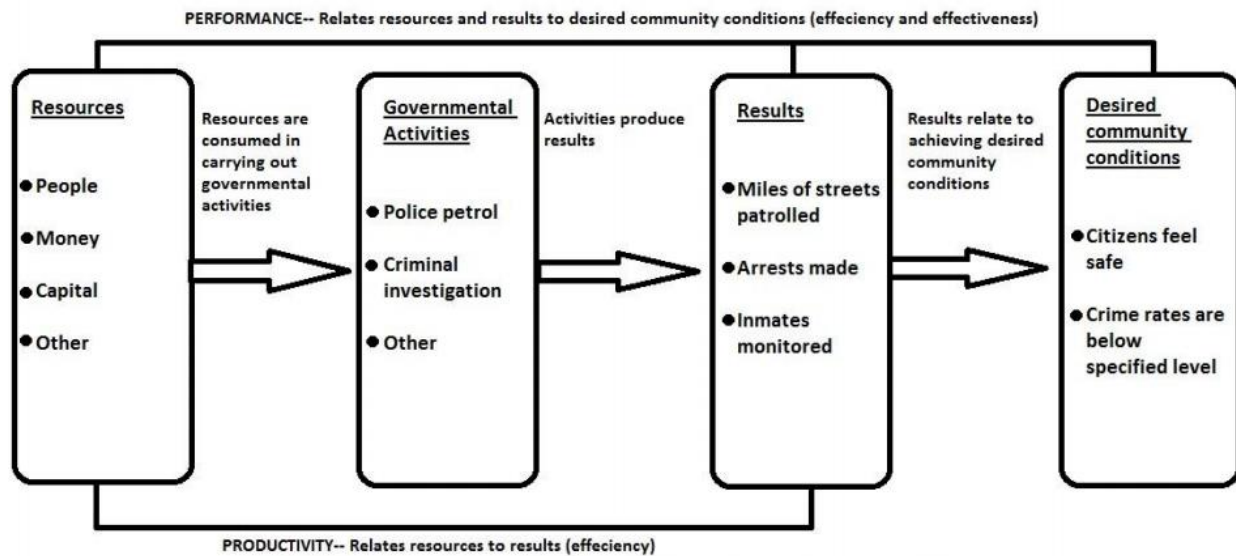 PERFORMANCE-- Relates resources and results to desired community conditions (effeciency and effectiveness)
Resources
People
Money
Capital
Other
Resources are
consumed in
carrying out
governmental
activities
Governmental
Activities
Police petrol
Criminal
investigation
Other
Activities produce
results
Results
Miles of streets
patrolled
Arrests made
Inmates
monitored
Results relate to
achieving desired
community
conditions
Desired
community
conditions
Citizens feel
safe
Crime rates are
below
specified level
PRODUCTIVITY-- Relates resources to results (effeciency)